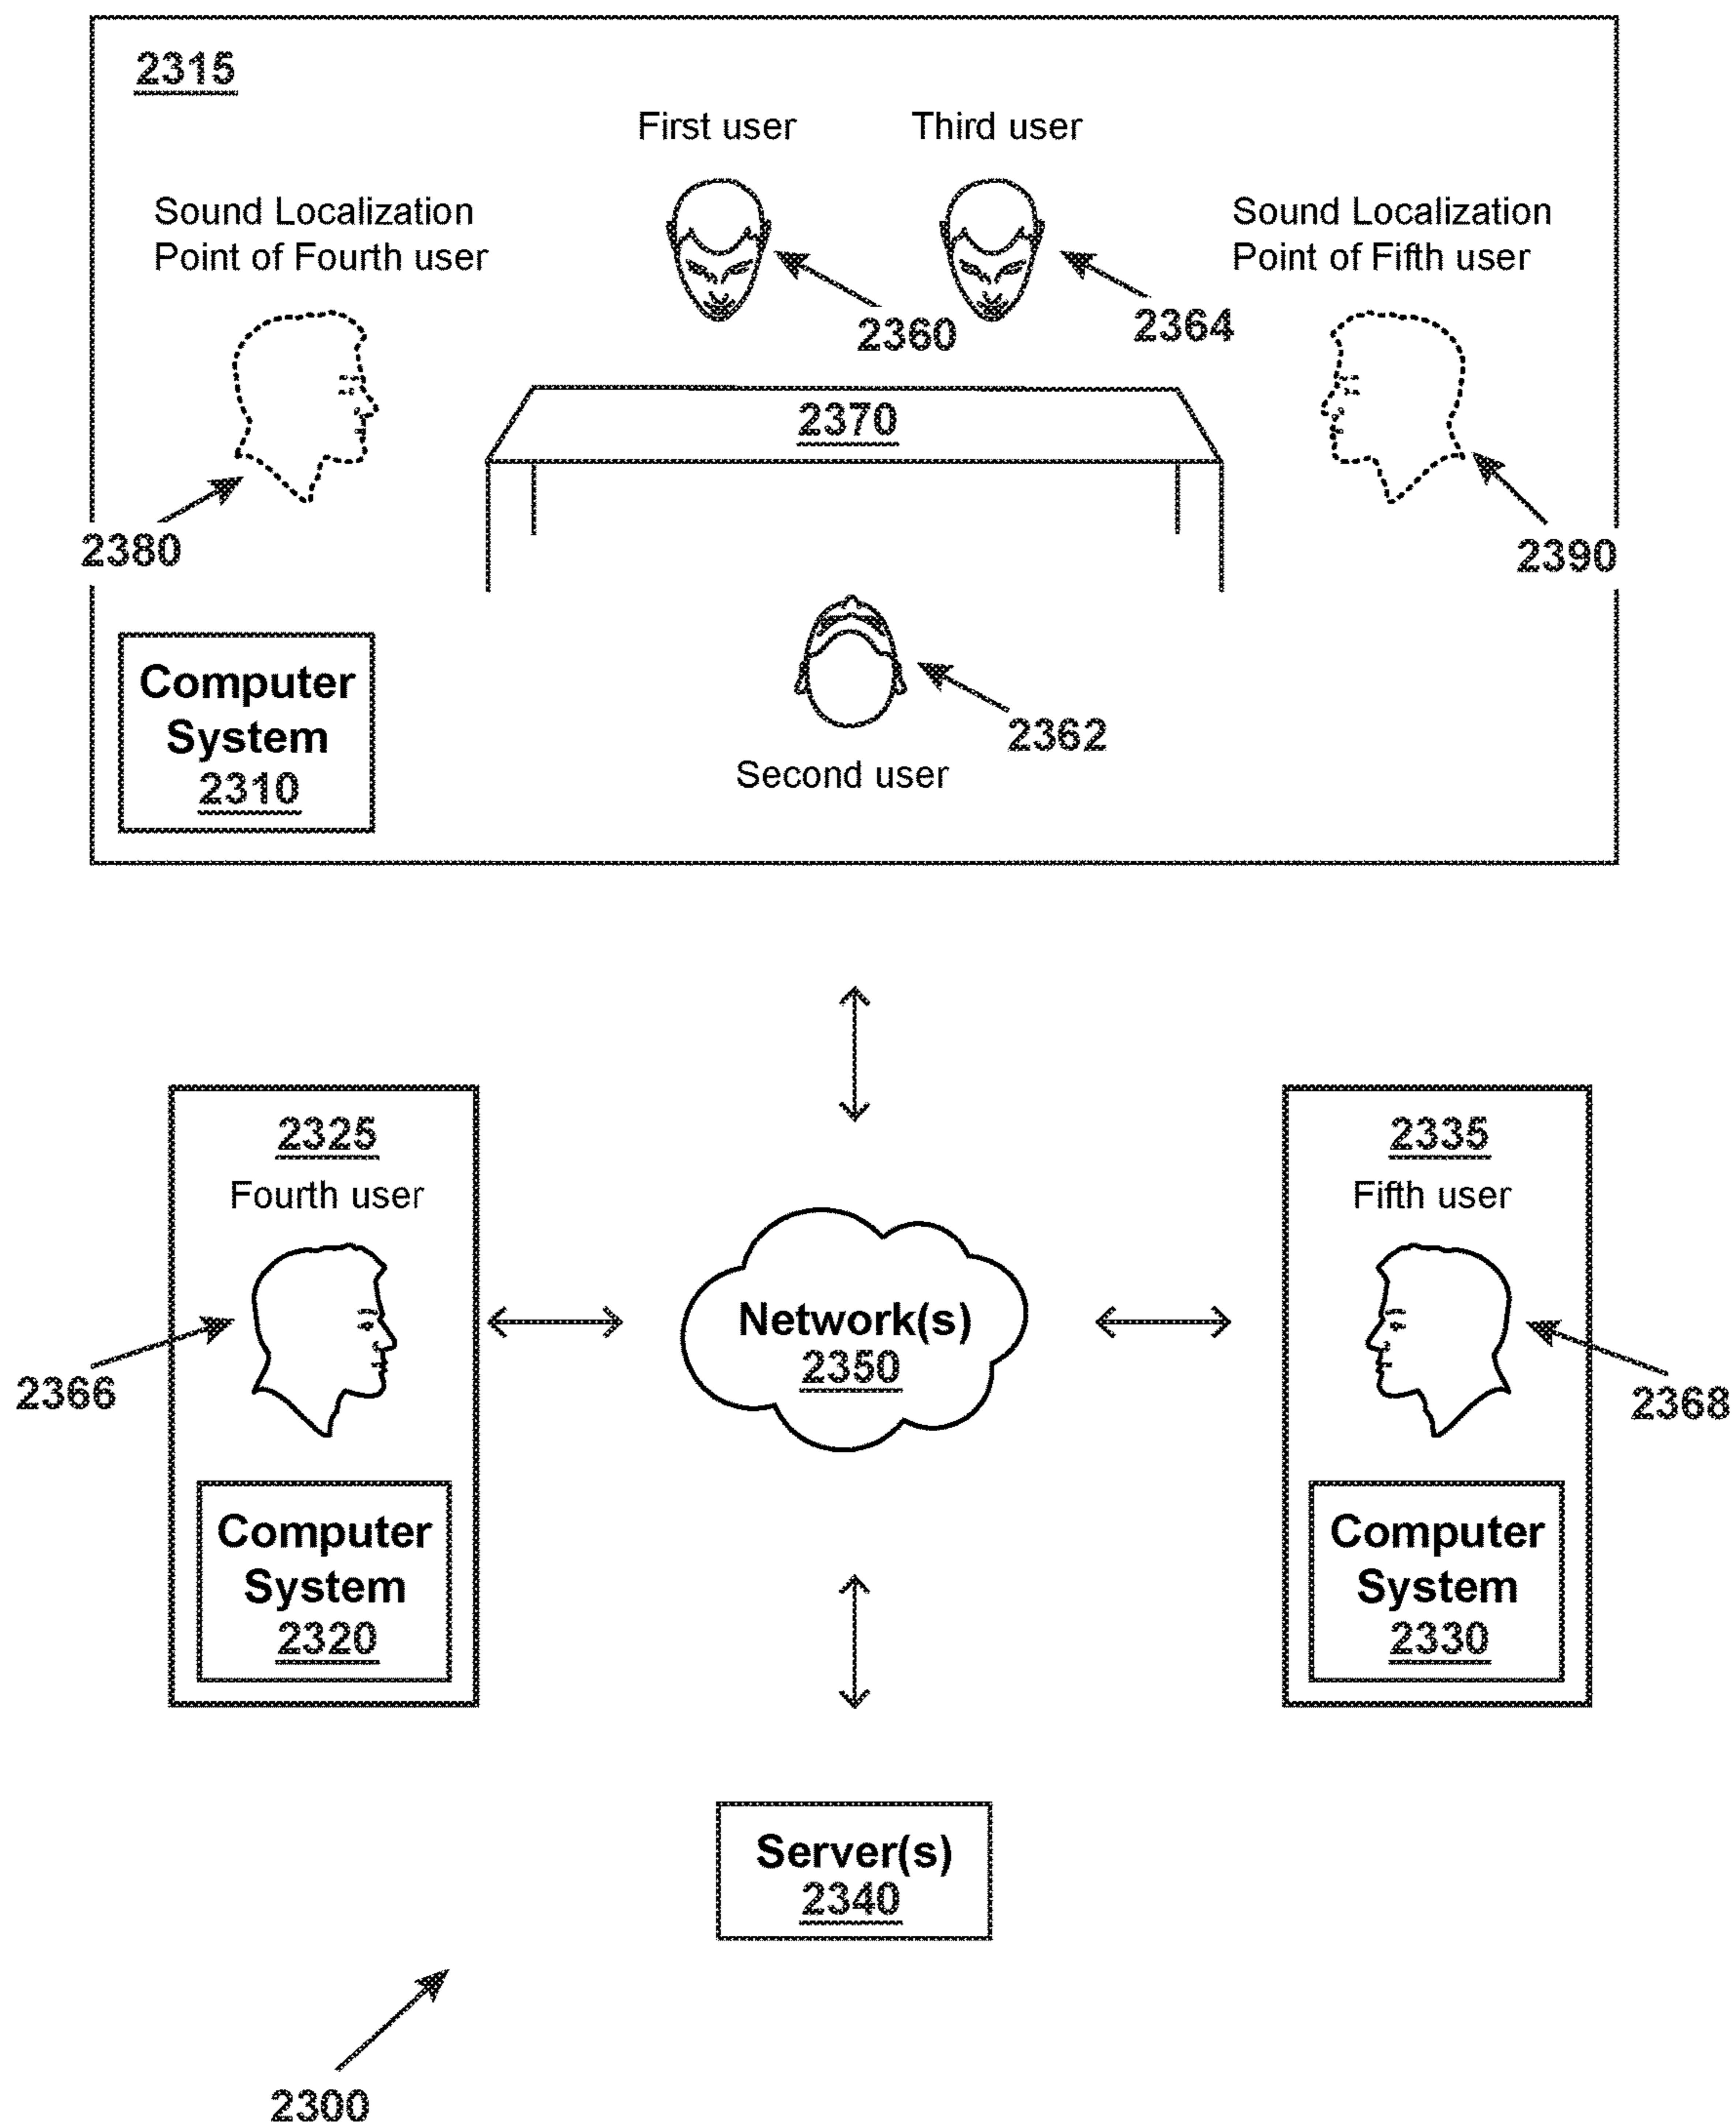 2315
First user
Third user
Sound Localization
Point of Fourth user
Sound Localization
Point of Fifth user
2360
2364
2370
2380
2390
Computer
System
2310
2362
Second user
2325
Fourth user
2335
Fifth user
Network(s)
2350
2366
2368
Computer
System
2320
Computer
System
2330
Server(s)
2340
2300